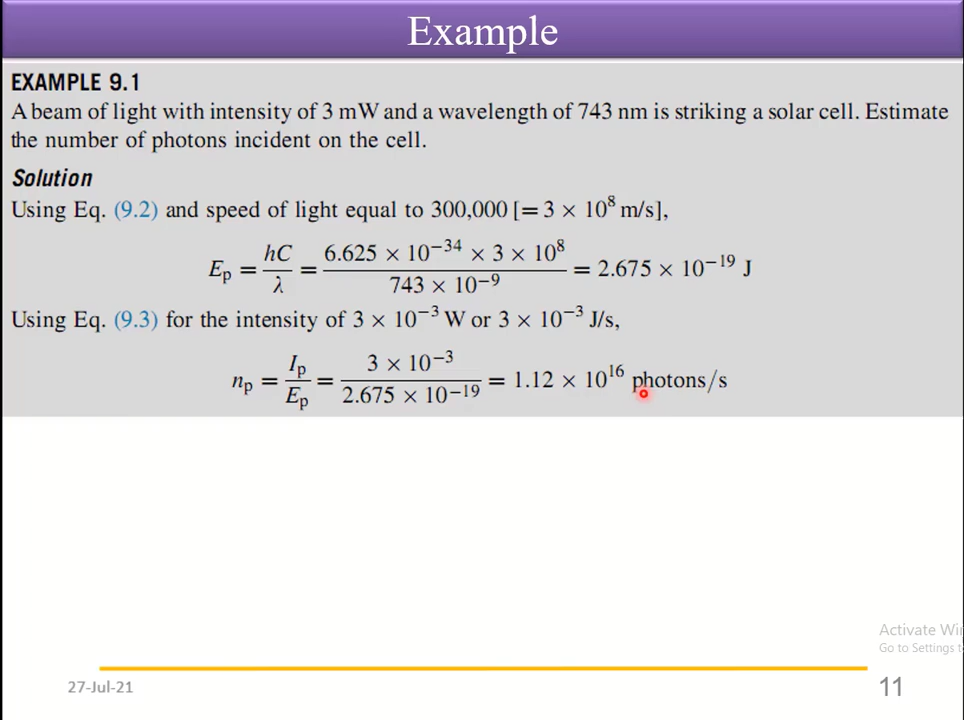 Example
EXAMPLE 9.1
A beam of light with intensity of 3 mW and a wavelength of 743 nm is striking a solar cell. Estimate
the number of photons incident on the cell.
Solution
Using Eq. (9.2) and speed of light equal to 300,000 [= 3 × 10⁸ m/s],
Eₚ = hC/λ = (6.625 × 10⁻³⁴ × 3 × 10⁸)/(743 × 10⁻⁹) = 2.675 × 10⁻¹⁹ J
Using Eq. (9.3) for the intensity of 3 × 10⁻³ W or 3 × 10⁻³ J/s,
nₚ = Iₚ/Eₚ = (3 × 10⁻³)/(2.675 × 10⁻¹⁹) = 1.12 × 10¹⁶ photons/s
Activate Wi
Go to Settings t
27-Jul-21
11